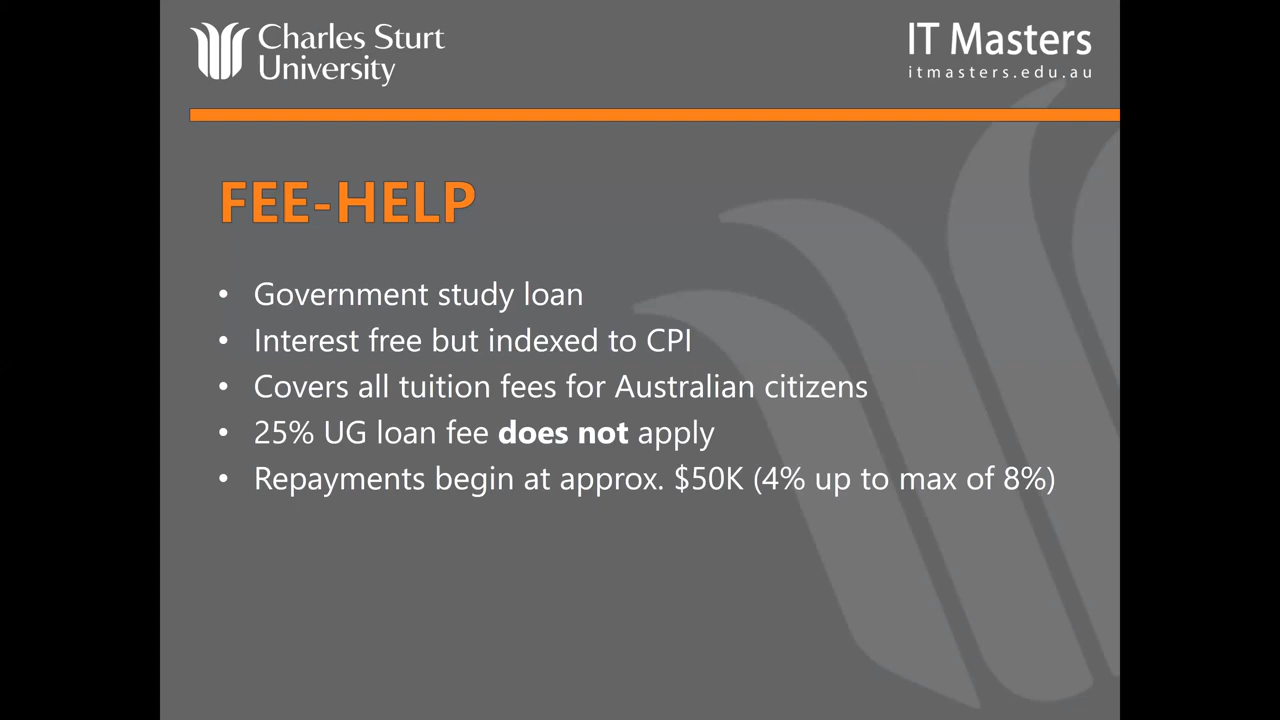 Charles Sturt
University
IT Masters
itmasters.edu.au
FEE-HELP
• Government study loan
• Interest free but indexed to CPI
• Covers all tuition fees for Australian citizens
• 25% UG loan fee does not apply
• Repayments begin at approx. $50K (4% up to max of 8%)